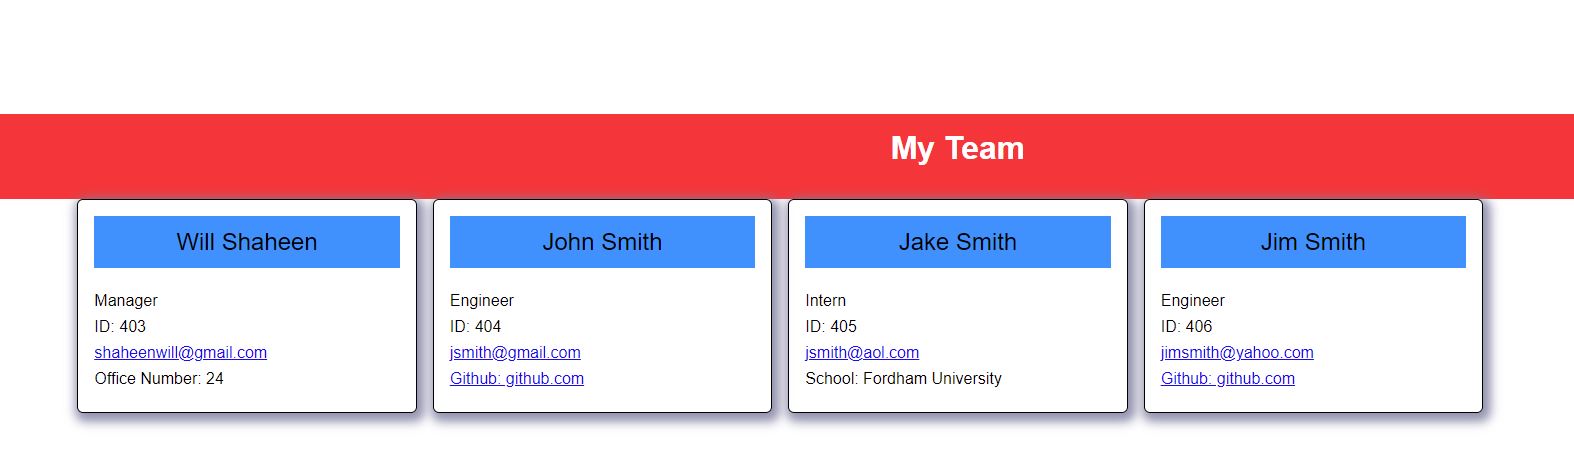 My Team
Will Shaheen
Manager
ID: 403
shaheenwill@gmail.com
Office Number: 24
John Smith
Engineer
ID: 404
jsmith@gmail.com
Github: github.com
Jake Smith
Intern
ID: 405
jsmith@aol.com
School: Fordham University
Jim Smith
Engineer
ID: 406
jimsmith@yahoo.com
Github: github.com